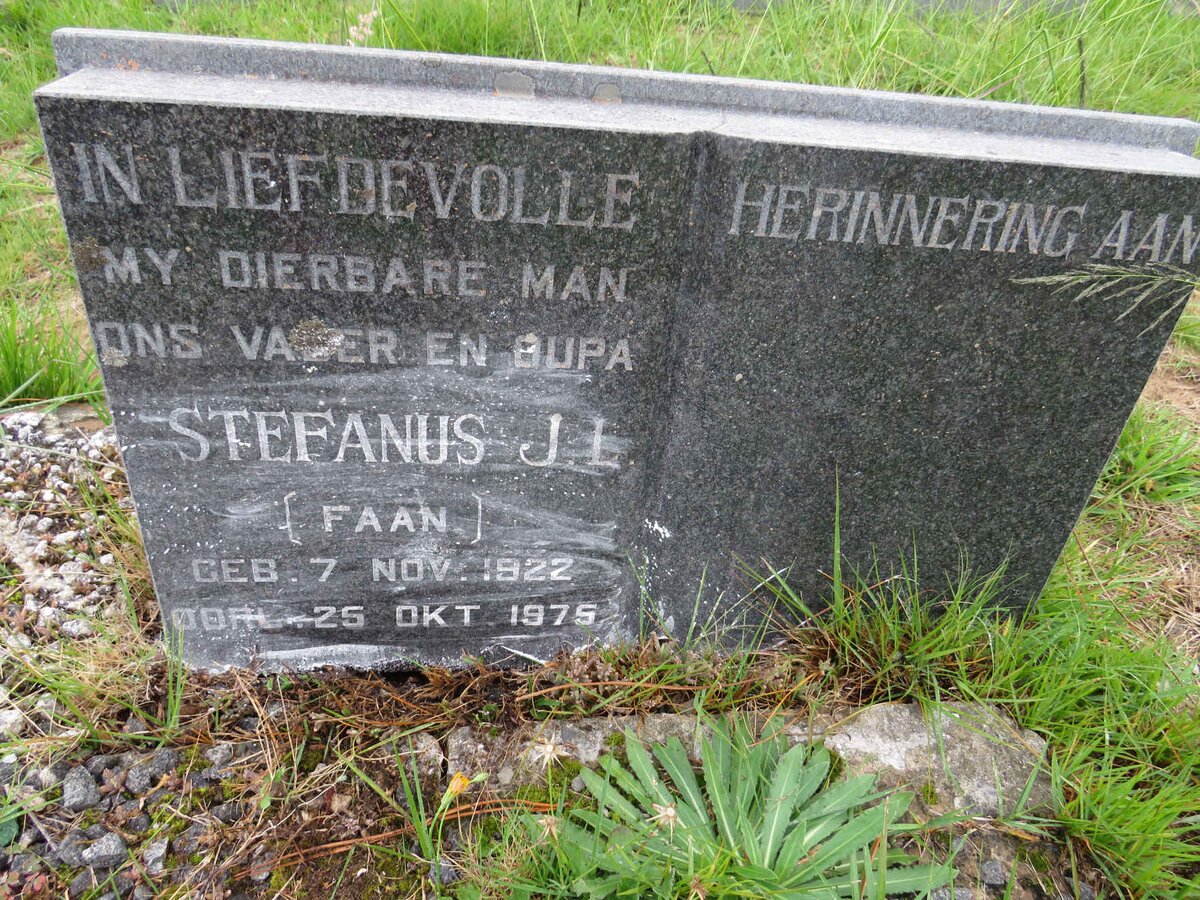 IN LIEFDEVOLLE HERINNERING AAN
MY DIERBARE MAN
ONS VADER EN OUPA
STEFANUS J.I.
[FAAN]
GEB. 7 NOV. 1922
OORL. 25 OKT 1975